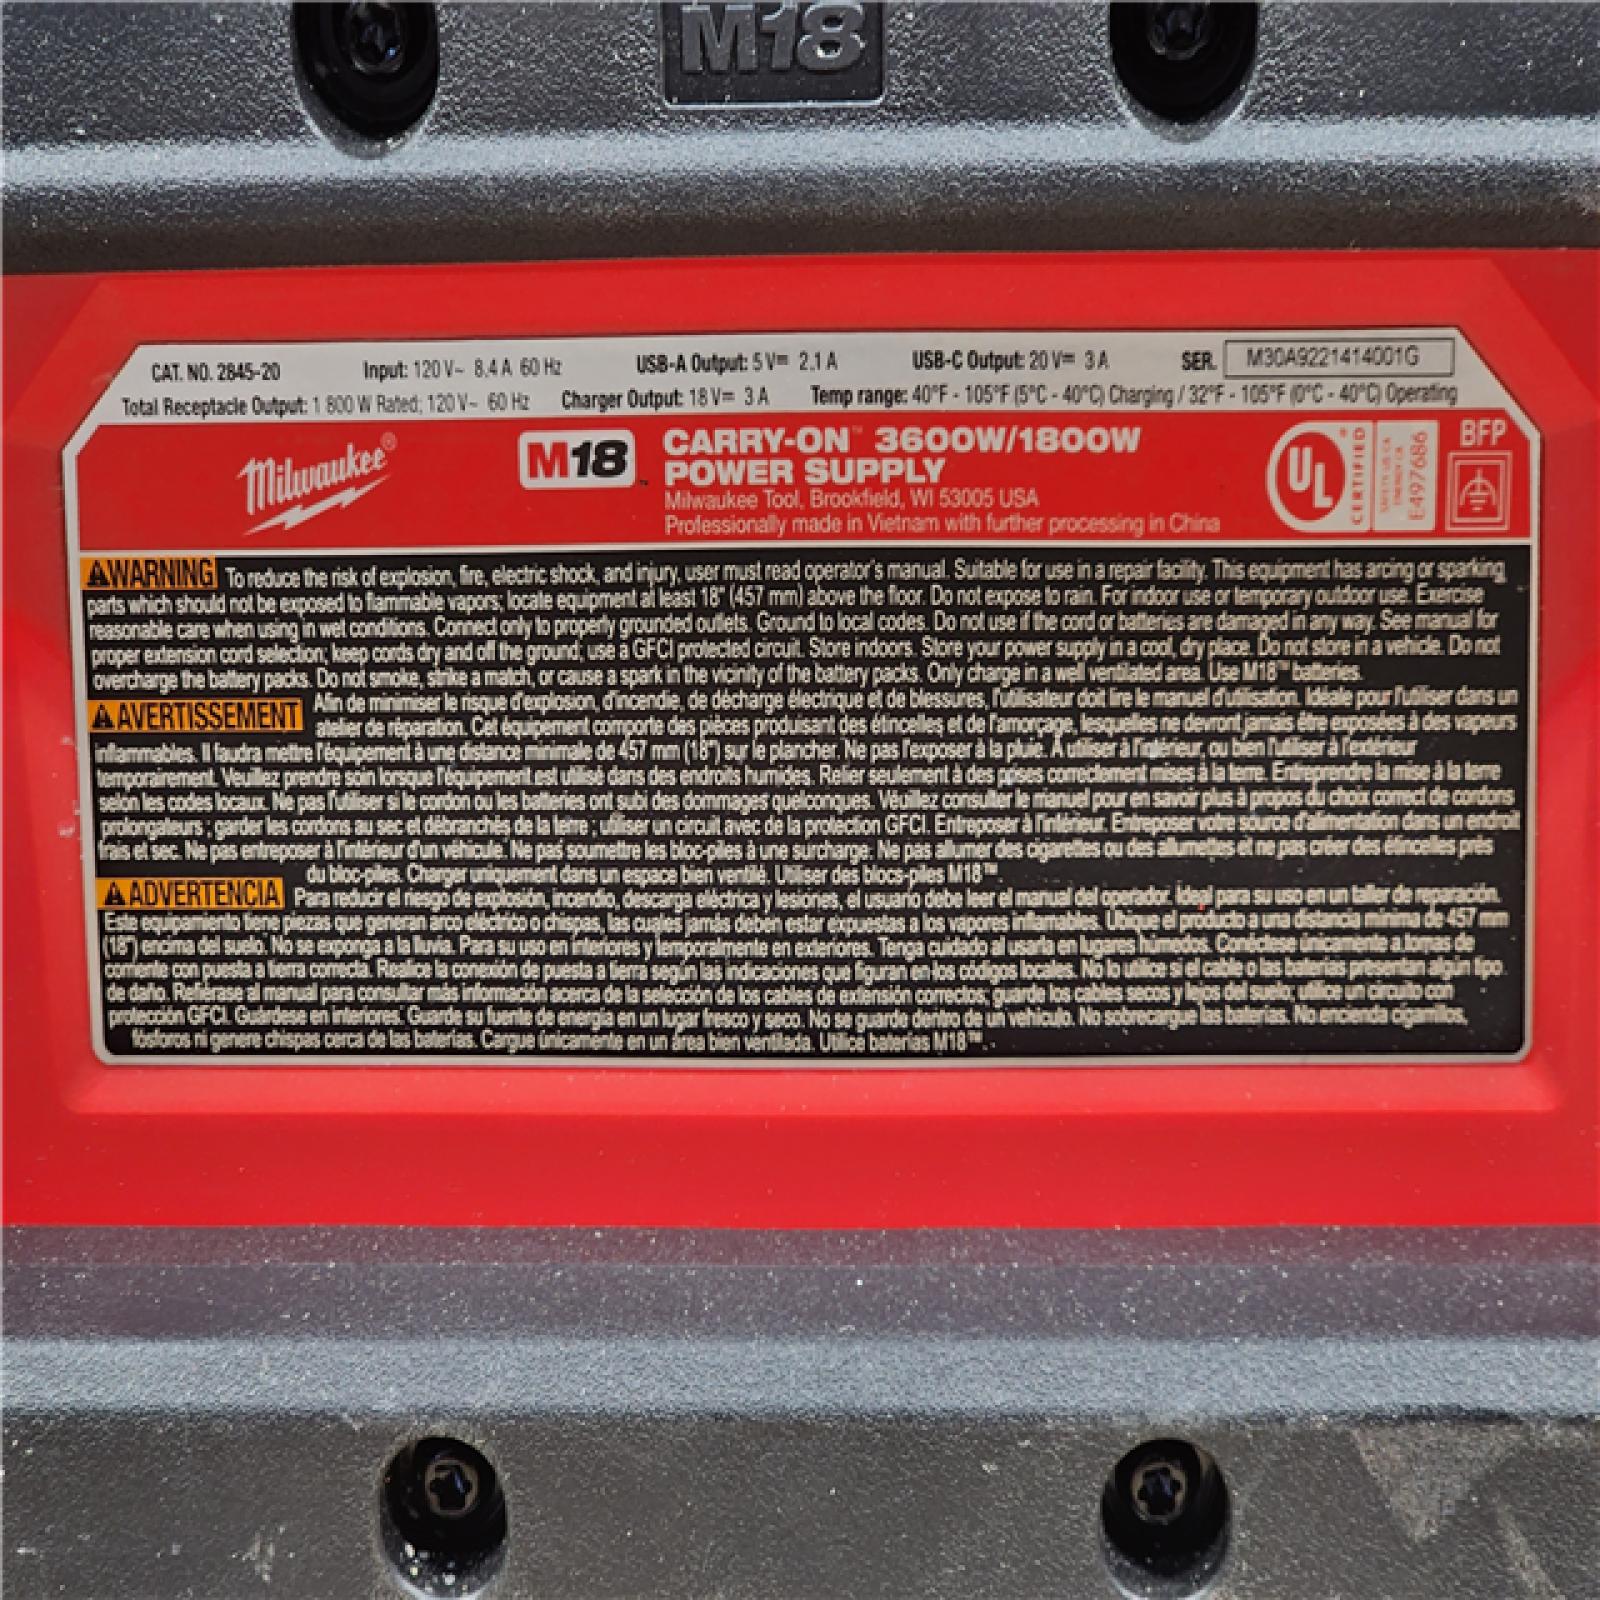 M18
CAT. NO. 2845-20 Input: 120 V~ 8.4 A 60 Hz USB-A Output: 5 V⎓ 2.1 A USB-C Output: 20 V⎓ 3 A SER. M30A9221414001G
Total Receptacle Output: 1 800 W Rated; 120 V~ 60 Hz Charger Output: 18 V⎓ 3 A Temp range: 40°F - 105°F (5°C - 40°C) Charging / 32°F - 105°F (0°C - 40°C) Operating
Milwaukee® M18™ CARRY-ON™ 3600W/1800W
POWER SUPPLY
Milwaukee Tool, Brookfield, WI 53005 USA
Professionally made in Vietnam with further processing in China
UL® CERTIFIED E497686 BFP
WARNING To reduce the risk of explosion, fire, electric shock, and injury, user must read operator's manual. Suitable for use in a repair facility. This equipment has arcing or sparking
parts which should not be exposed to flammable vapors; locate equipment at least 18" (457 mm) above the floor. Do not expose to rain. For indoor use or temporary outdoor use. Exercise
reasonable care when using in wet conditions. Connect only to properly grounded outlets. Ground to local codes. Do not use if the cord or batteries are damaged in any way. See manual for
proper extension cord selection; keep cords dry and off the ground; use a GFCI protected circuit. Store indoors. Store your power supply in a cool, dry place. Do not store in a vehicle. Do not
overcharge the battery packs. Do not smoke, strike a match, or cause a spark in the vicinity of the battery packs. Only charge in a well ventilated area. Use M18™ batteries.
AVERTISSEMENT Afin de minimiser le risque d'explosion, d'incendie, de décharge électrique et de blessures, l'utilisateur doit lire le manuel d'utilisation. Idéale pour l'utiliser dans un
atelier de réparation. Cet équipement comporte des pièces produisant des étincelles et de l'amorçage, lesquelles ne devront jamais être exposées à des vapeurs
inflammables. Il faudra mettre l'équipement à une distance minimale de 457 mm (18") sur le plancher. Ne pas l'exposer à la pluie. À utiliser à l'intérieur, ou bien l'utiliser à l'extérieur
temporairement. Veuillez prendre soin lorsque l'équipement est utilisé dans des endroits humides. Relier seulement à des prises correctement mises à la terre. Entreprendre la mise à la terre
selon les codes locaux. Ne pas l'utiliser si le cordon ou les batteries ont subi des dommages quelconques. Veuillez consulter le manuel pour en savoir plus à propos du choix correct de cordons
prolongateurs ; garder les cordons au sec et débranchés de la terre ; utiliser un circuit avec de la protection GFCI. Entreposer à l'intérieur. Entreposer votre source d'alimentation dans un endroit
frais et sec. Ne pas entreposer à l'intérieur d'un véhicule. Ne pas soumettre les bloc-piles à une surcharge. Ne pas allumer des cigarettes ou des allumettes et ne pas créer des étincelles près
du bloc-piles. Charger uniquement dans un espace bien ventilé. Utiliser des blocs-piles M18™.
ADVERTENCIA Para reducir el riesgo de explosión, incendio, descarga eléctrica y lesiones, el usuario debe leer el manual del operador. Ideal para su uso en un taller de reparación.
Este equipamiento tiene piezas que generan arco eléctrico o chispas, las cuales jamás deben estar expuestas a los vapores inflamables. Ubique el producto a una distancia mínima de 457 mm
(18") encima del suelo. No se exponga a la lluvia. Para su uso en interiores y temporalmente en exteriores. Tenga cuidado al usarla en lugares húmedos. Conéctese únicamente a tomas de
corriente con puesta a tierra correcta. Realice la conexión de puesta a tierra según las indicaciones que figuran en los códigos locales. No lo utilice si el cable o las baterías presentan algún tipo
de daño. Refiérase al manual para consultar más información acerca de la selección de los cables de extensión correctos; guarde los cables secos y lejos del suelo; utilice un circuito con
protección GFCI. Guárdese en interiores. Guarde su fuente de energía en un lugar fresco y seco. No se guarde dentro de un vehículo. No sobrecargue las baterías. No encienda cigarrillos,
fósforos ni genere chispas cerca de las baterías. Cargue únicamente en un área bien ventilada. Utilice baterías M18™.